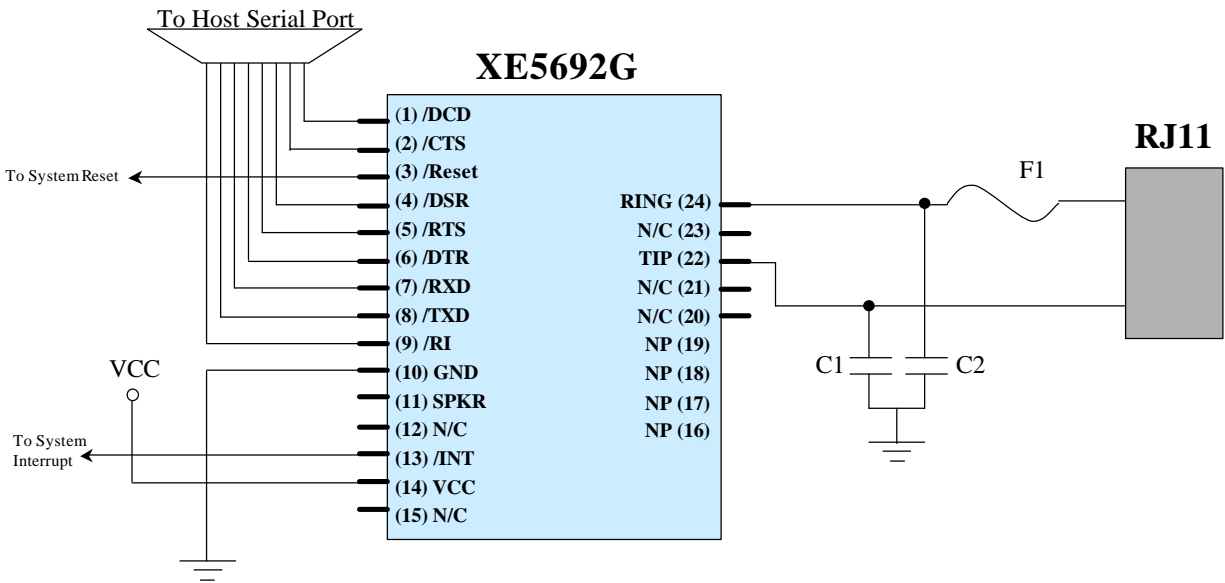 To Host Serial Port
XE5692G
RJ11
F1
(1) /DCD
(2) /CTS
(3) /Reset
(4) /DSR
(5) /RTS
(6) /DTR
(7) /RXD
(8) /TXD
(9) /RI
(10) GND
(11) SPKR
(12) N/C
(13) /INT
(14) VCC
(15) N/C
To System Reset
VCC
To System
Interrupt
RING (24)
N/C (23)
TIP (22)
N/C (21)
N/C (20)
NP (19)
NP (18)
NP (17)
NP (16)
C1
C2